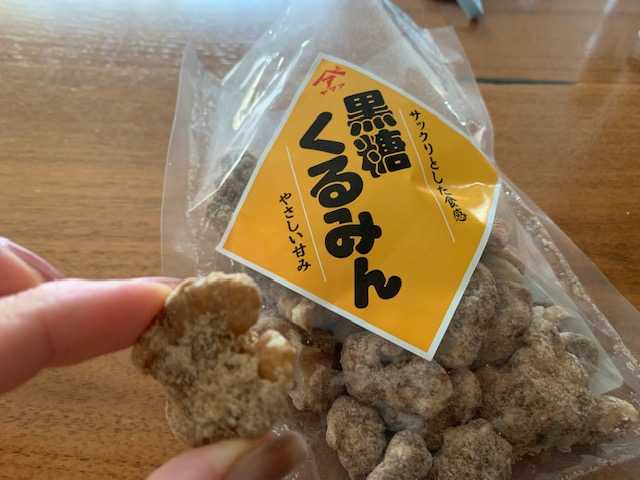 サックリとした食感
黒糖
くるみん
やさしい甘み